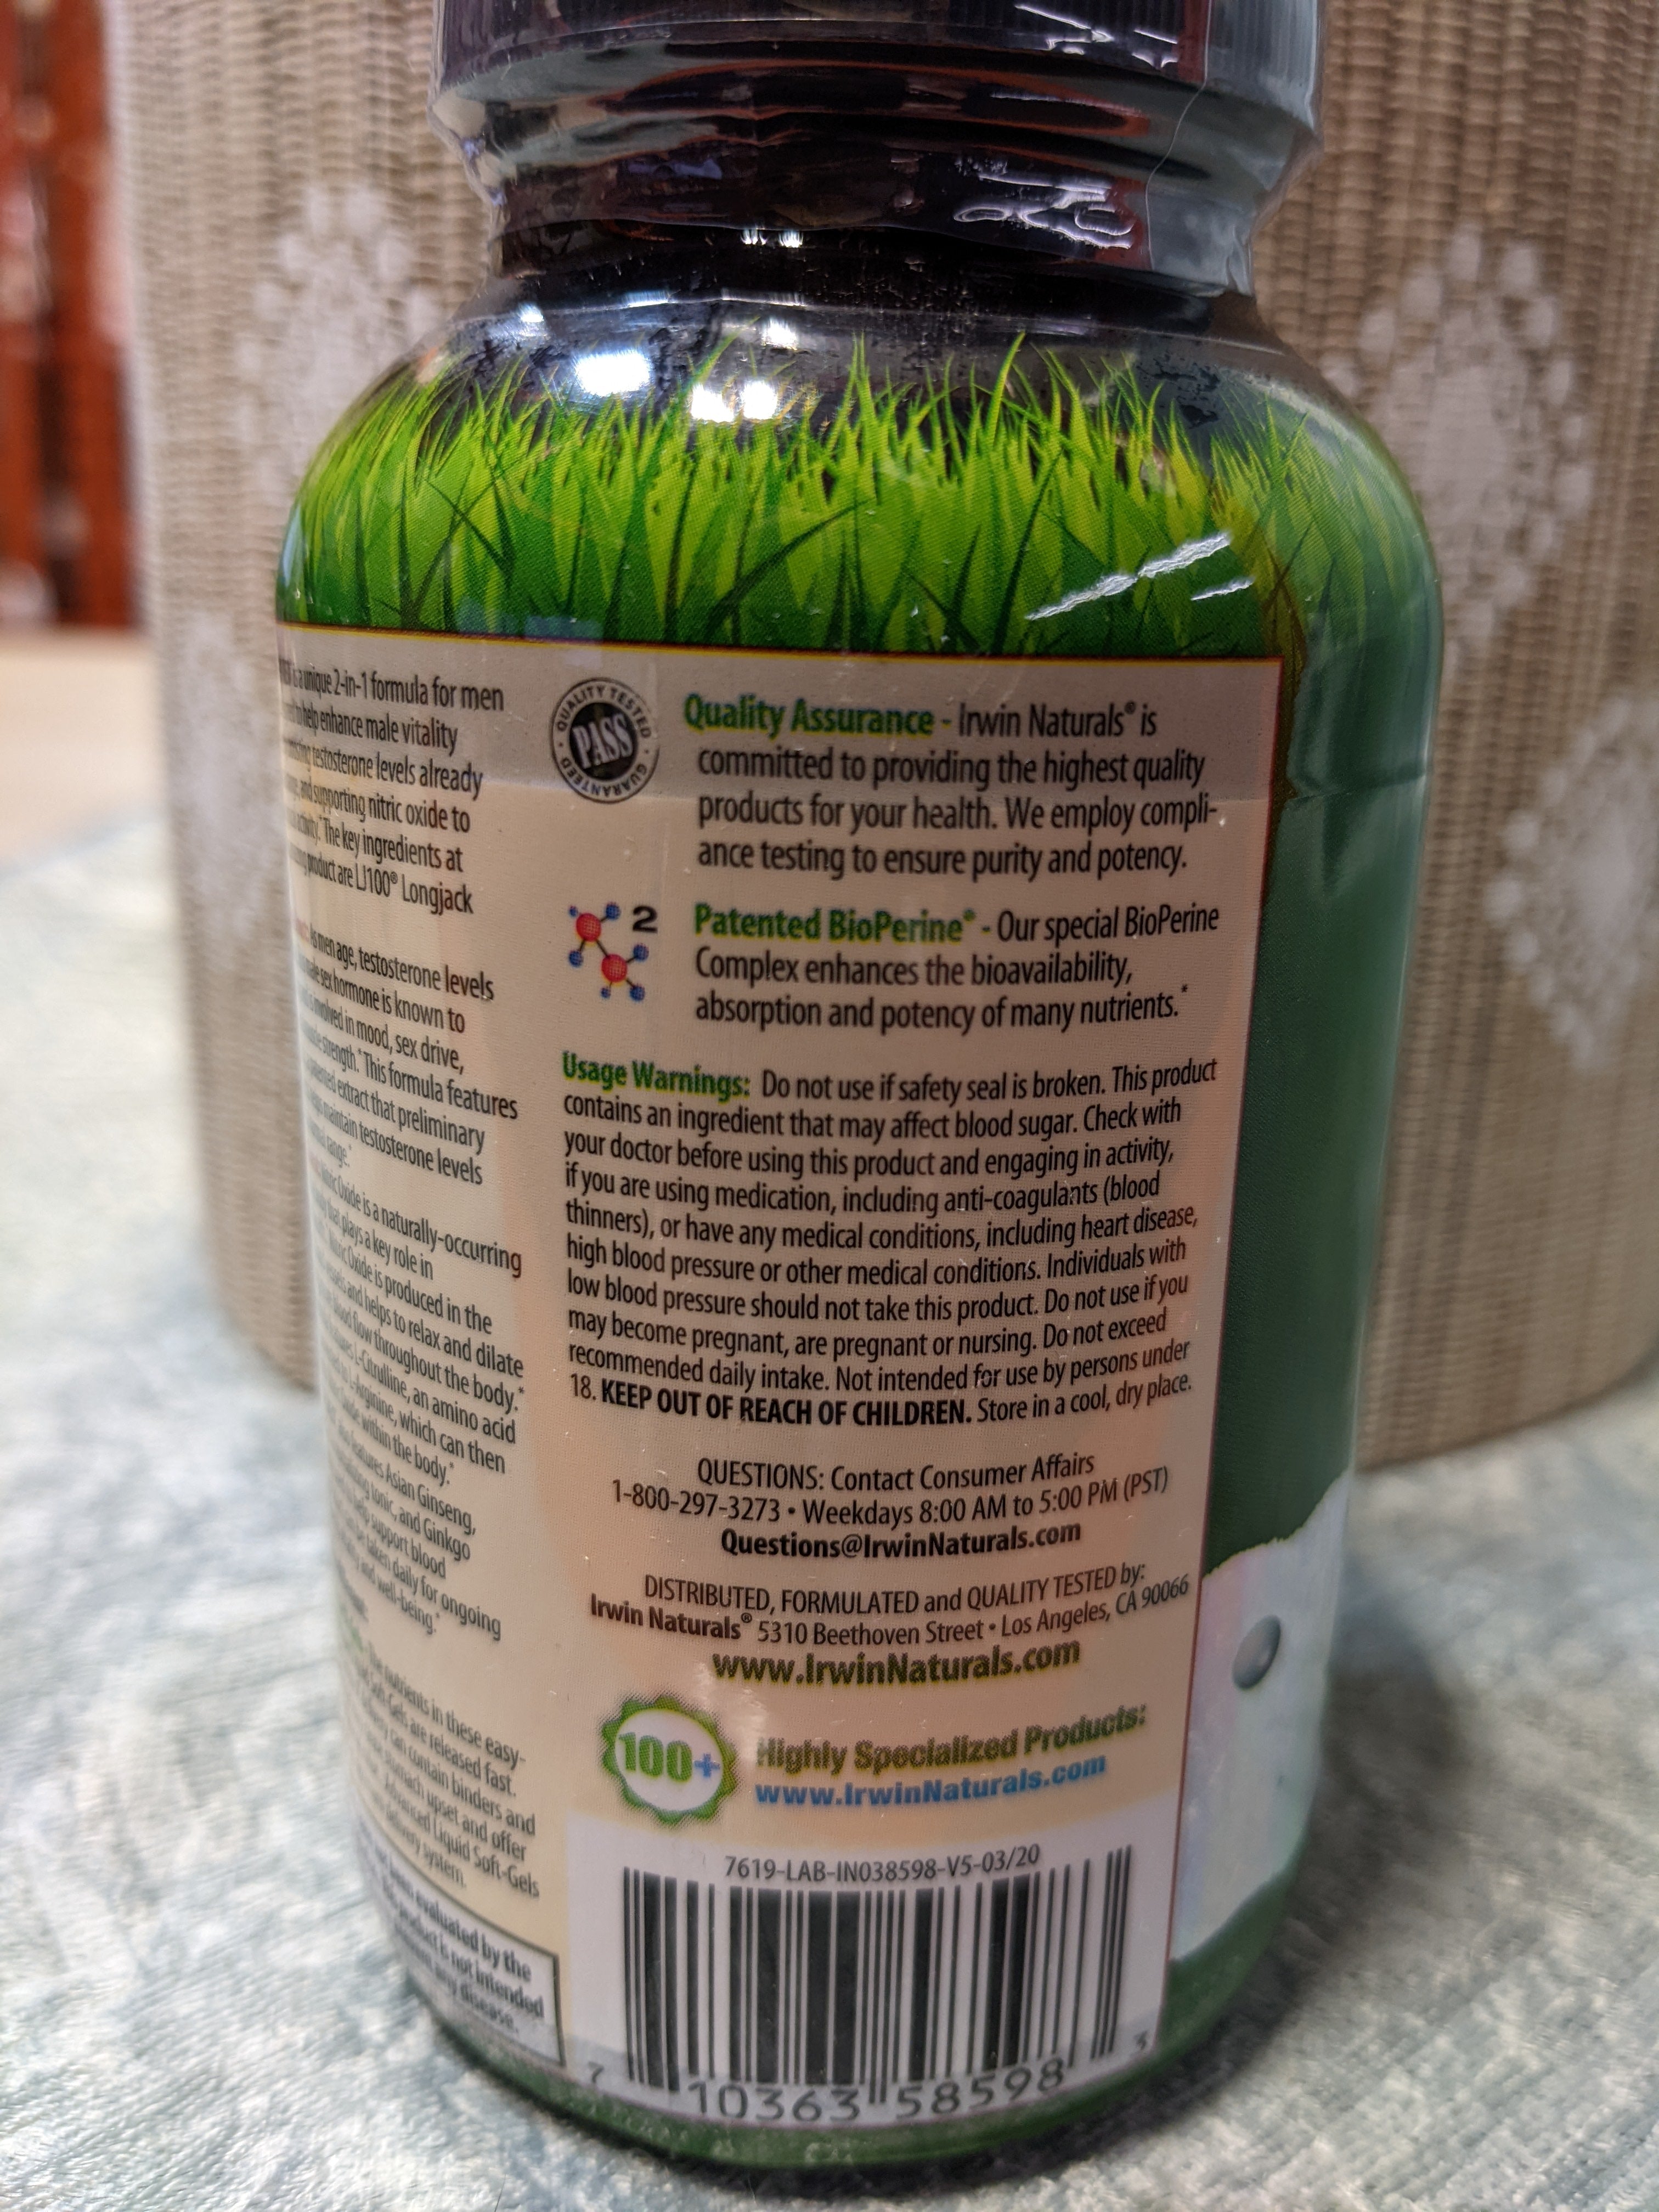 is a unique 2-in-1 formula for men
to help enhance male vitality
testosterone levels already
and supporting nitric oxide to
activity.* The key ingredients at
product are LJ100® Longjack
As men age, testosterone levels
sex hormone is known to
involved in mood, sex drive,
strength.* This formula features
extract that preliminary
maintain testosterone levels
range.*
Oxide is a naturally-occurring
that plays a key role in
Oxide is produced in the
and helps to relax and dilate
blood flow throughout the body.*
L-Citrulline, an amino acid
L-Arginine, which can then
within the body.*
features Asian Ginseng,
tonic, and Ginkgo
support blood
taken daily for ongoing
and well-being.*
nutrients in these easy-
are released fast.
can contain binders and
stomach upset and offer
Advanced Liquid Soft-Gels
delivery system.
evaluated by the
product is not intended
any disease.
QUALITY TESTED
PASS
GUARANTEED
Quality Assurance - Irwin Naturals® is
committed to providing the highest quality
products for your health. We employ compli-
ance testing to ensure purity and potency.
2
Patented BioPerine® - Our special BioPerine
Complex enhances the bioavailability,
absorption and potency of many nutrients.*
Usage Warnings: Do not use if safety seal is broken. This product
contains an ingredient that may affect blood sugar. Check with
your doctor before using this product and engaging in activity,
if you are using medication, including anti-coagulants (blood
thinners), or have any medical conditions, including heart disease,
high blood pressure or other medical conditions. Individuals with
low blood pressure should not take this product. Do not use if you
may become pregnant, are pregnant or nursing. Do not exceed
recommended daily intake. Not intended for use by persons under
18. KEEP OUT OF REACH OF CHILDREN. Store in a cool, dry place.
QUESTIONS: Contact Consumer Affairs
1-800-297-3273 • Weekdays 8:00 AM to 5:00 PM (PST)
Questions@IrwinNaturals.com
DISTRIBUTED, FORMULATED and QUALITY TESTED by:
Irwin Naturals® 5310 Beethoven Street • Los Angeles, CA 90066
www.IrwinNaturals.com
100+
Highly Specialized Products:
www.IrwinNaturals.com
7619-LAB-IN038598-V5-03/20
7 10363 58598 3